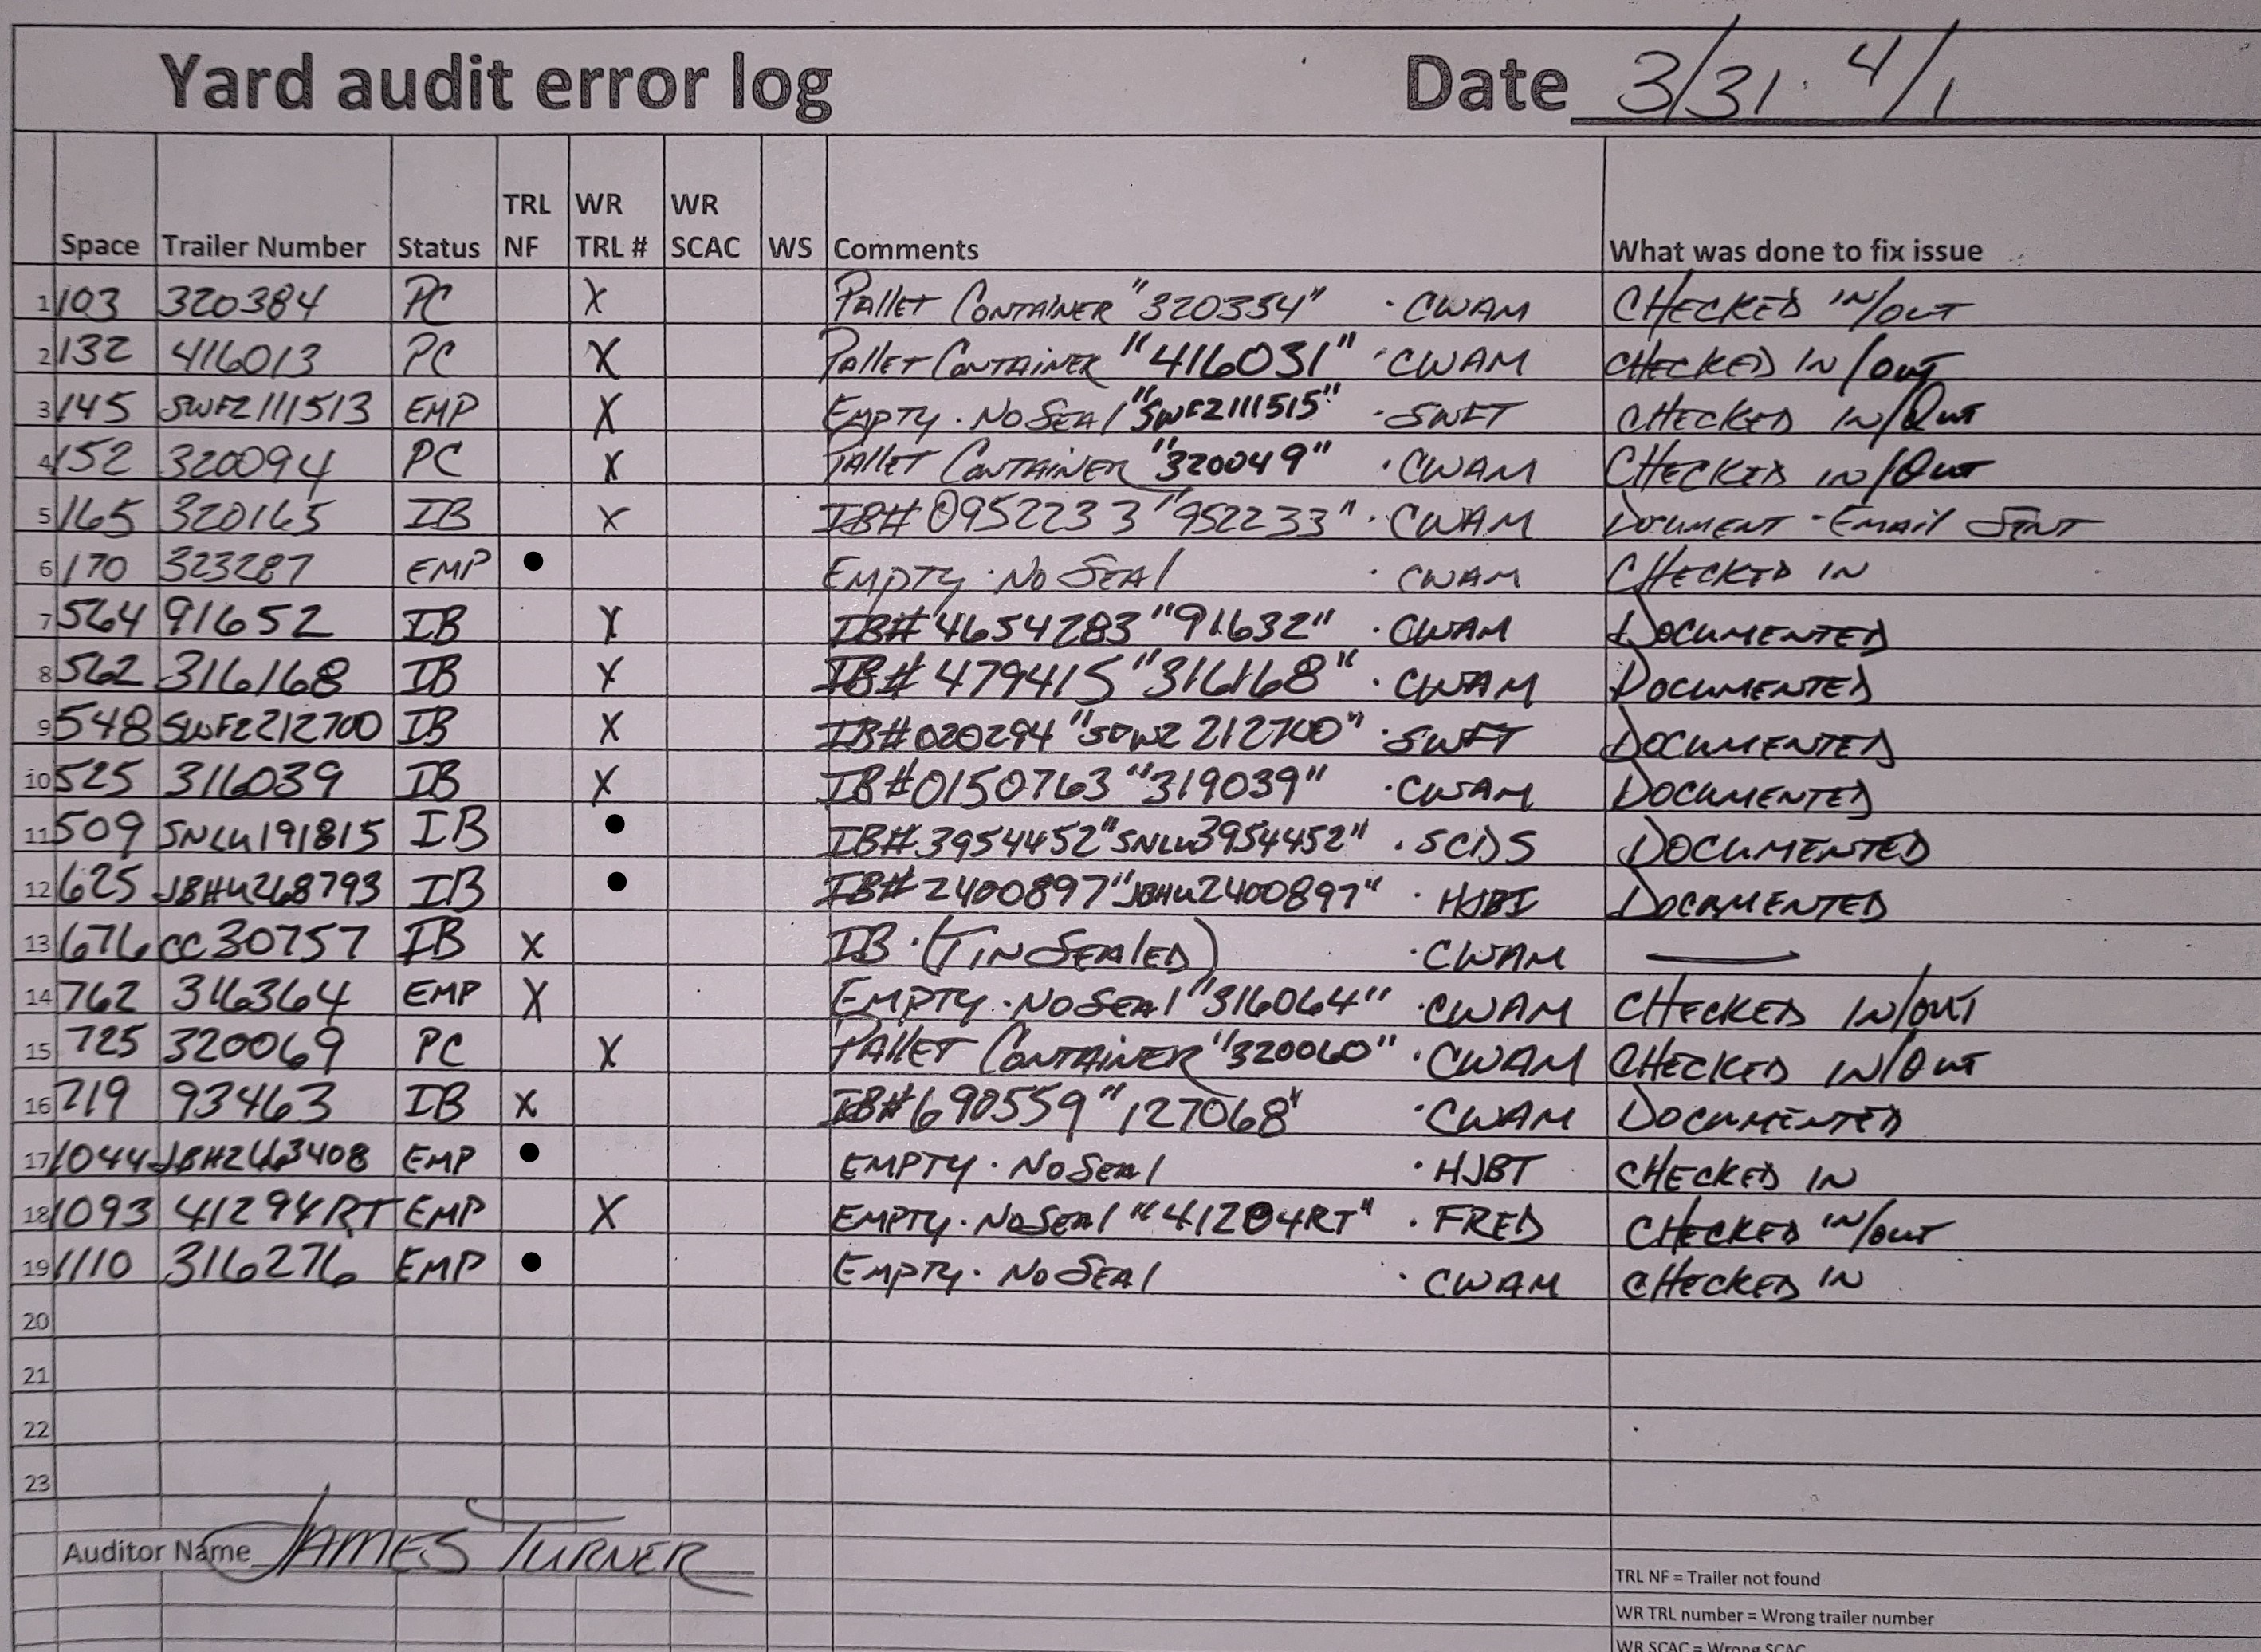 Yard audit error log Date 3/31 · 4/1
Space Trailer Number Status TRL NF WR TRL # WR SCAC WS Comments What was done to fix issue
1 103 320384 PC X Pallet Container "320354" · CWAM Checked in/out
2 132 416013 PC X Pallet Container "416031" · CWAM Checked in/out
3 145 SWFZ111513 EMP X Empty · No Seal "SWFZ111515" · SWFT Checked in/out
4 152 320094 PC X Pallet Container "320049" · CWAM Checked in/out
5 165 320165 IB X IB# 0952233 "952233" · CWAM Document · Email Sent
6 170 323287 EMP ● Empty · No Seal · CWAM Checked in
7 564 91652 IB X IB# 4654283 "91632" · CWAM Documented
8 562 316168 IB X IB# 479415 "316168" · CWAM Documented
9 548 SWFZ212700 IB X IB# 020294 "SDWZ 212700" · SWFT Documented
10 525 316039 IB X IB# 0150763 "319039" · CWAM Documented
11 509 SNLU191815 IB ● IB# 3954452 "SNLU3954452" · SCDS Documented
12 625 JBHU268793 IB ● IB# 2400897 "JBHU2400897" · HJBI Documented
13 676 CC30757 IB X IB · (Tin Sealed) · CWAM —
14 762 316364 EMP X Empty · No Seal "316064" · CWAM Checked in/out
15 725 320069 PC X Pallet Container "320060" · CWAM Checked in/out
16 719 93463 IB X IB# 690559 "127068" · CWAM Documented
17 1044 JBHZ463408 EMP ● Empty · No Seal · HJBT Checked in
18 1093 41294RT EMP X Empty · No Seal "41204RT" · FRED Checked in/out
19 1110 316276 EMP ● Empty · No Seal · CWAM Checked in
20
21
22
23
Auditor Name James Turner
TRL NF = Trailer not found
WR TRL number = Wrong trailer number
WR SCAC = Wrong SCAC